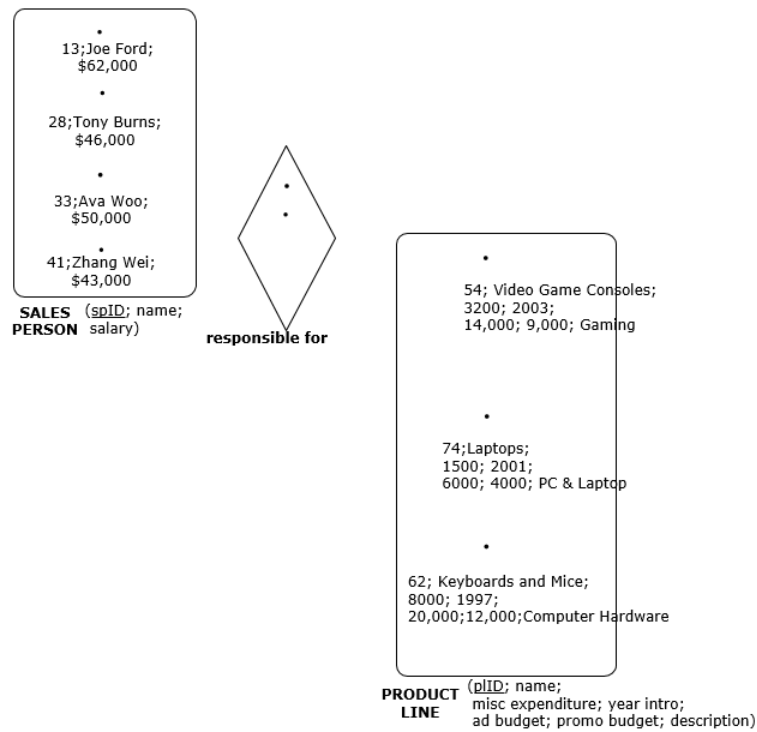 13;Joe Ford;
$62,000
28;Tony Burns;
$46,000
33;Ava Woo;
$50,000
41;Zhang Wei;
$43,000
SALES (spID; name;
PERSON salary)
responsible for
54; Video Game Consoles;
3200; 2003;
14,000; 9,000; Gaming
74;Laptops;
1500; 2001;
6000; 4000; PC & Laptop
62; Keyboards and Mice;
8000; 1997;
20,000;12,000;Computer Hardware
PRODUCT (plID; name;
LINE misc expenditure; year intro;
ad budget; promo budget; description)